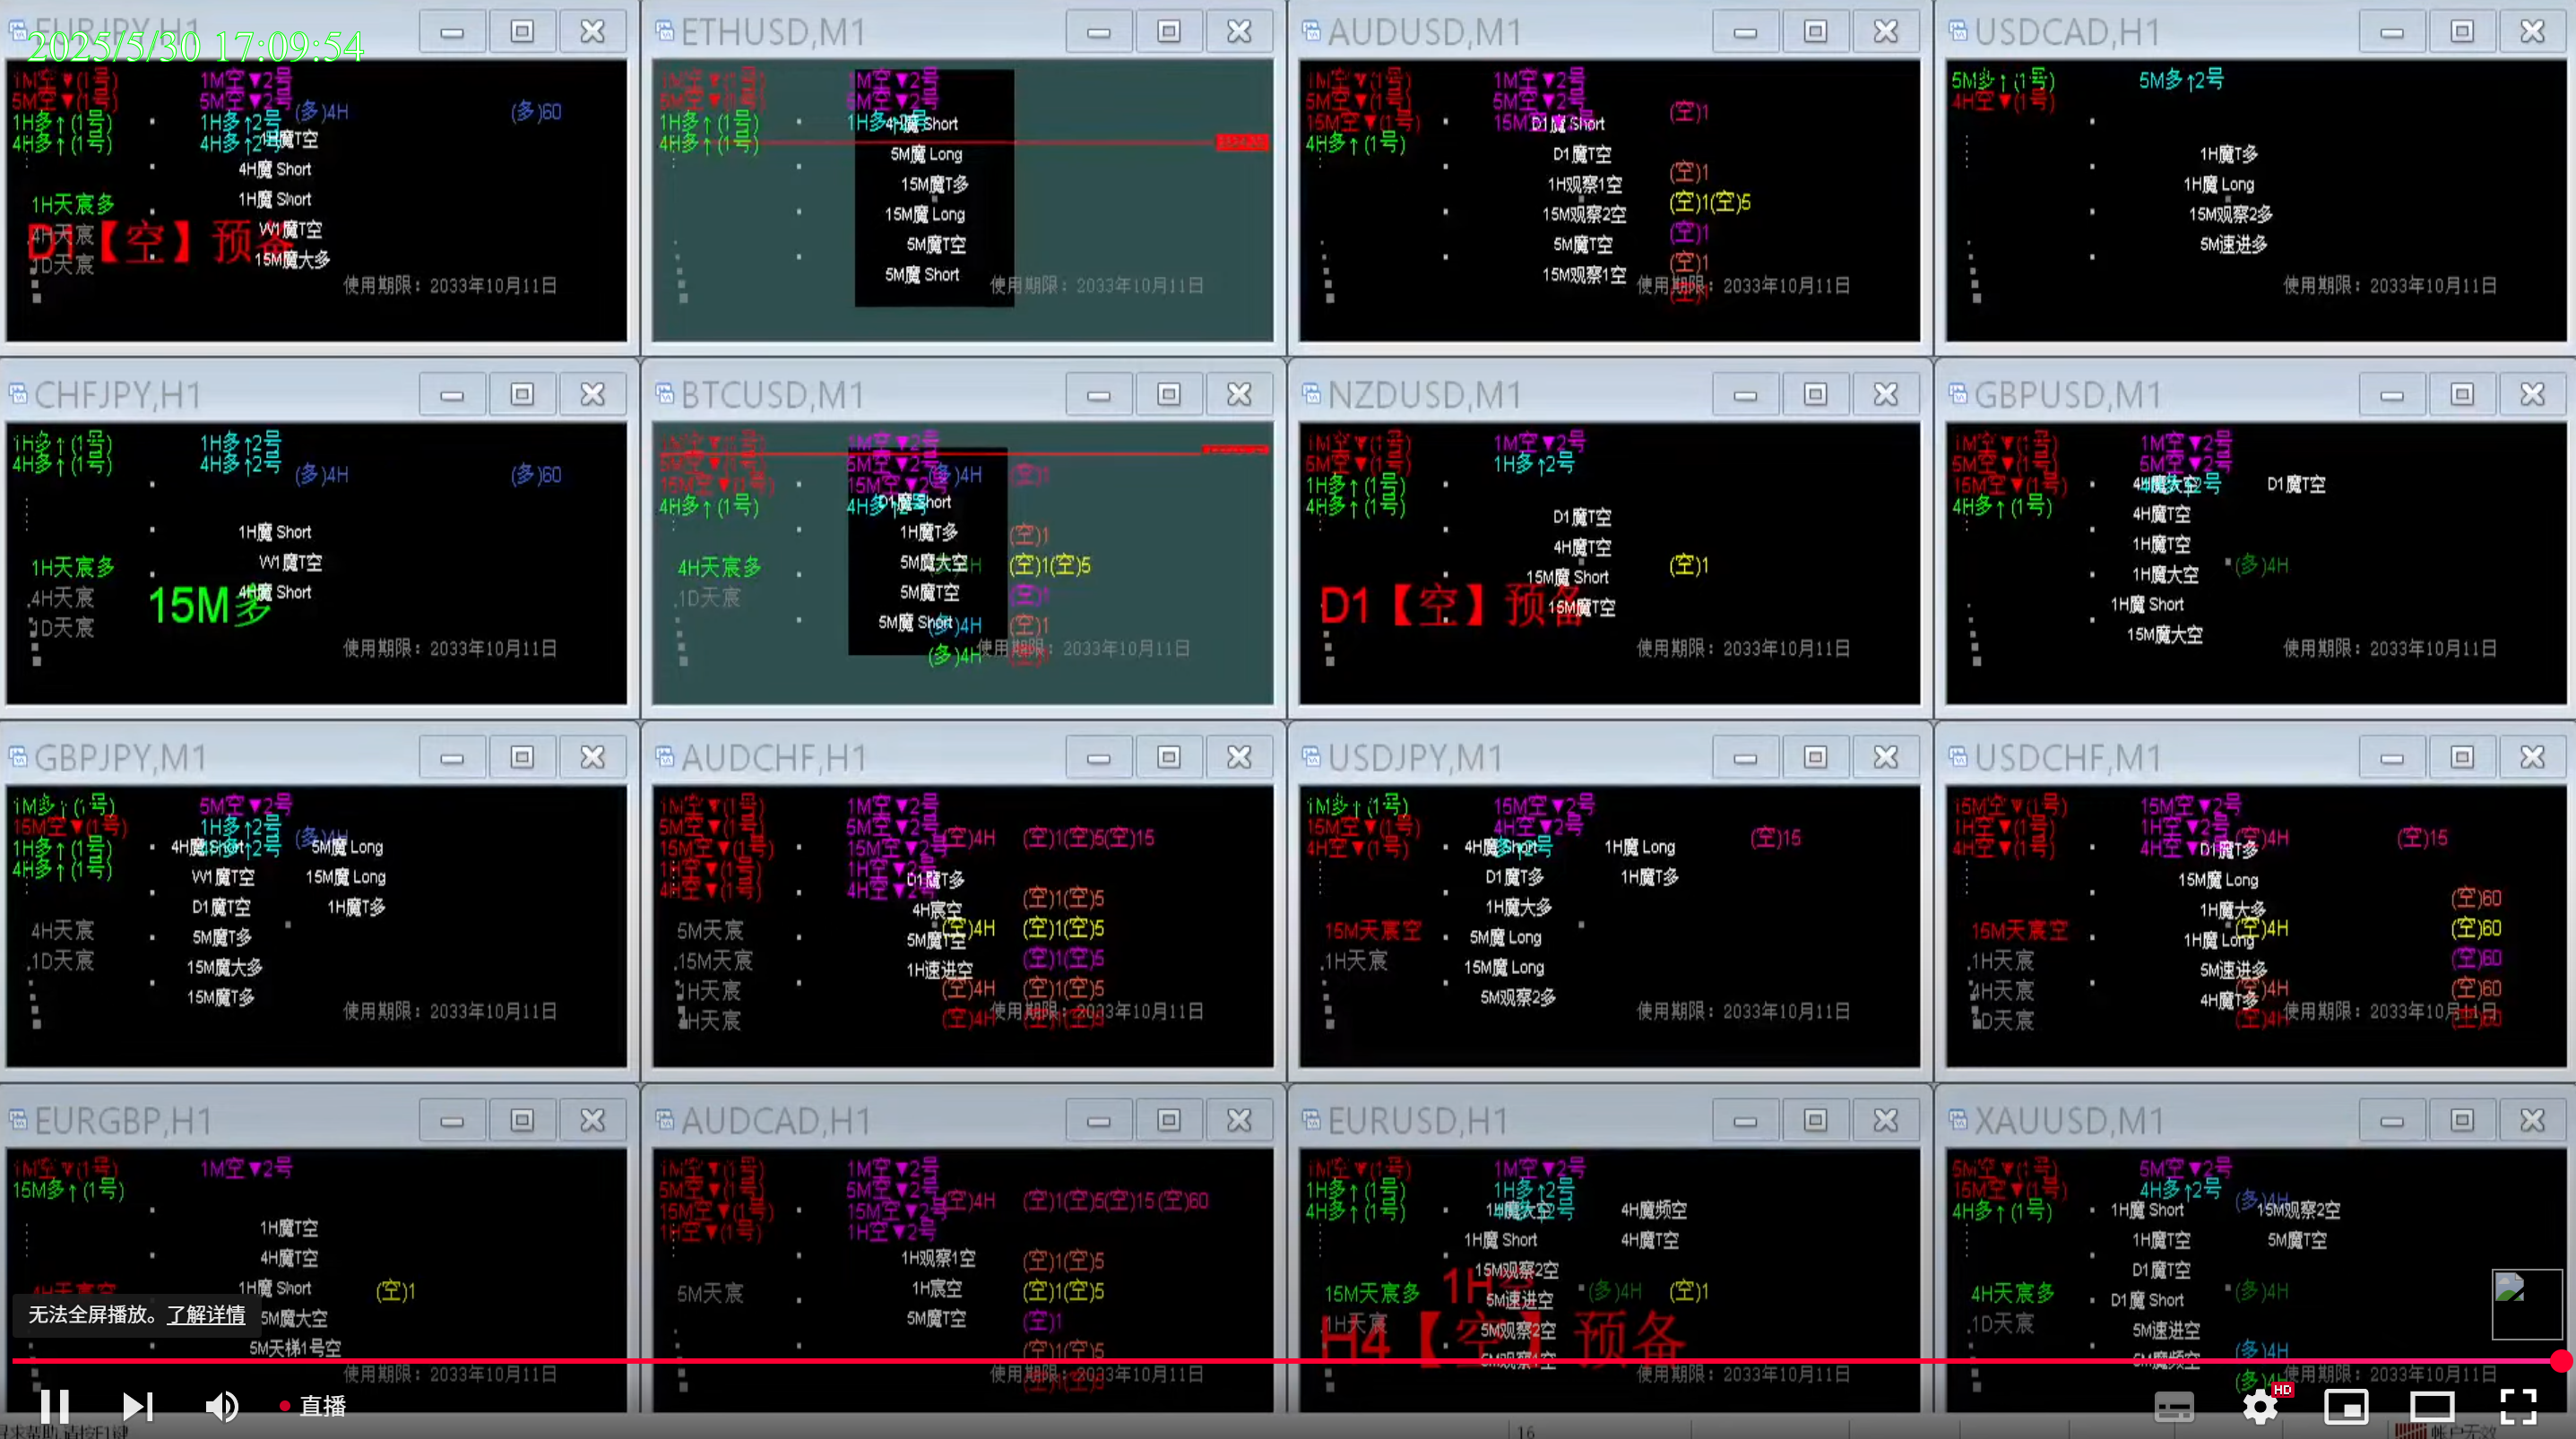 EURJPY,H1
2025/5/30 17:09:54
1M空▼(1号)
1M空▼2号
5M空▼(1号)
5M空▼2号
(多)4H
(多)60
1H多↑(1号)
1H多↑2号
4H多↑(1号)
4H多↑2号
1H魔T空
4H魔 Short
1H魔 Short
1H天宸多
W1魔T空
D1【空】预备
4H天宸
15M魔大多
1D天宸
使用期限：2033年10月11日
ETHUSD,M1
1M空▼(1号)
1M空▼2号
5M空▼(1号)
5M空▼2号
1H多↑(1号)
4H魔 Short
4H多↑(1号)
5M魔 Long
15M魔T多
15M魔 Long
5M魔T空
5M魔 Short
使用期限：2033年10月11日
AUDUSD,M1
1M空▼(1号)
1M空▼2号
5M空▼(1号)
5M空▼2号
(空)1
15M空▼(1号)
D1魔 Short
4H多↑(1号)
D1魔T空
(空)1
1H观察1空
(空)1(空)5
15M观察2空
(空)1
5M魔T空
(空)1
15M观察1空
使用期限：2033年10月11日
USDCAD,H1
5M多↑(1号)
5M多↑2号
4H空▼(1号)
1H魔T多
1H魔 Long
15M观察2多
5M速进多
使用期限：2033年10月11日
CHFJPY,H1
1H多↑(1号)
1H多↑2号
4H多↑(1号)
4H多↑2号
(多)4H
(多)60
1H魔 Short
1H天宸多
W1魔T空
4H天宸
4H魔 Short
15M多
1D天宸
使用期限：2033年10月11日
BTCUSD,M1
1M空▼(1号)
1M空▼2号
5M空▼(1号)
5M空▼2号
(多)4H
(空)1
15M空▼(1号)
15M空▼2号
4H多↑(1号)
D1魔 Short
1H魔T多
(空)1
4H天宸多
5M魔大空
(空)1(空)5
1D天宸
5M魔T空
(空)1
5M魔 Short
(多)4H
(空)1
(多)4H
使用期限：2033年10月11日
NZDUSD,M1
1M空▼(1号)
1M空▼2号
5M空▼(1号)
1H多↑2号
1H多↑(1号)
4H多↑(1号)
D1魔T空
4H魔T空
(空)1
15M魔 Short
D1【空】预备
15M魔T空
使用期限：2033年10月11日
GBPUSD,M1
1M空▼(1号)
1M空▼2号
5M空▼(1号)
5M空▼2号
15M空▼(1号)
4H魔大空
D1魔T空
4H多↑(1号)
4H魔T空
1H魔T空
(多)4H
1H魔大空
1H魔 Short
15M魔大空
使用期限：2033年10月11日
GBPJPY,M1
1M多↑(1号)
5M空▼2号
15M空▼(1号)
1H多↑2号
(多)4H
1H多↑(1号)
4H魔 Short
5M魔 Long
4H多↑(1号)
W1魔T空
15M魔 Long
D1魔T空
1H魔T多
4H天宸
5M魔T多
1D天宸
15M魔大多
15M魔T多
使用期限：2033年10月11日
AUDCHF,H1
1M空▼(1号)
1M空▼2号
5M空▼(1号)
5M空▼2号
(空)4H
(空)1(空)5(空)15
15M空▼(1号)
15M空▼2号
1H空▼(1号)
1H空▼2号
4H空▼(1号)
4H空▼2号
D1魔T多
(空)1(空)5
4H宸空
5M天宸
(空)4H
(空)1(空)5
5M魔T空
15M天宸
(空)1(空)5
1H速进空
1H天宸
(空)4H
(空)1(空)5
4H天宸
(空)4H
使用期限：2033年10月11日
USDJPY,M1
1M多↑(1号)
15M空▼2号
15M空▼(1号)
4H空▼2号
(空)15
4H空▼(1号)
4H魔 Short
1H魔 Long
D1魔T多
1H魔T多
1H魔大多
15M天宸空
5M魔 Long
1H天宸
15M魔 Long
5M观察2多
使用期限：2033年10月11日
USDCHF,M1
15M空▼(1号)
15M空▼2号
1H空▼(1号)
1H空▼2号
(空)4H
(空)15
4H空▼(1号)
4H空▼2号
D1魔T多
15M魔 Long
(空)60
1H魔大多
15M天宸空
(空)4H
(空)60
1H魔 Long
1H天宸
(空)60
5M速进多
4H天宸
(空)4H
(空)60
4H魔T多
1D天宸
(空)4H
使用期限：2033年10月11日
EURGBP,H1
1M空▼(1号)
1M空▼2号
15M多↑(1号)
1H魔T空
4H魔T空
4H天宸空
1H魔 Short
(空)1
5M魔大空
5M天梯1号空
使用期限：2033年10月11日
AUDCAD,H1
1M空▼(1号)
1M空▼2号
5M空▼(1号)
5M空▼2号
(空)4H
(空)1(空)5(空)15(空)60
15M空▼(1号)
15M空▼2号
1H空▼(1号)
1H空▼2号
1H观察1空
(空)1(空)5
5M天宸
1H宸空
(空)1(空)5
5M魔T空
(空)1
(空)1(空)5
使用期限：2033年10月11日
EURUSD,H1
1M空▼(1号)
1M空▼2号
1H多↑(1号)
1H多↑2号
4H多↑(1号)
1H魔大空
4H魔频空
1H魔 Short
4H魔T空
15M观察2空
1H空
15M天宸多
5M速进空
(多)4H
(空)1
1H天宸
5M观察2空
H4【空】预备
5M观察1空
使用期限：2033年10月11日
XAUUSD,M1
5M空▼(1号)
5M空▼2号
15M空▼(1号)
4H多↑2号
(多)4H
4H多↑(1号)
1H魔 Short
15M观察2空
1H魔T空
5M魔T空
D1魔T空
4H天宸多
D1魔 Short
(多)4H
1D天宸
5M速进空
(多)4H
5M魔频空
使用期限：2033年10月11日
无法全屏播放。了解详情
直播
HD
16